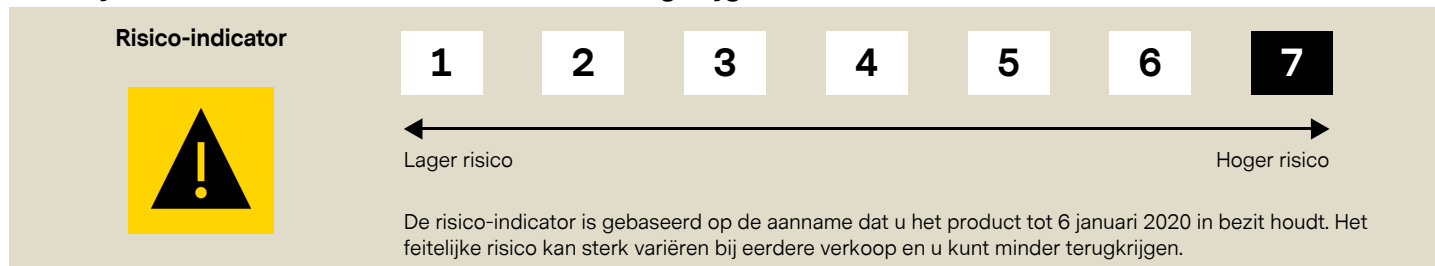 Risico-indicator
1 2 3 4 5 6 7
Lager risico Hoger risico
De risico-indicator is gebaseerd op de aanname dat u het product tot 6 januari 2020 in bezit houdt. Het
feitelijke risico kan sterk variëren bij eerdere verkoop en u kunt minder terugkrijgen.